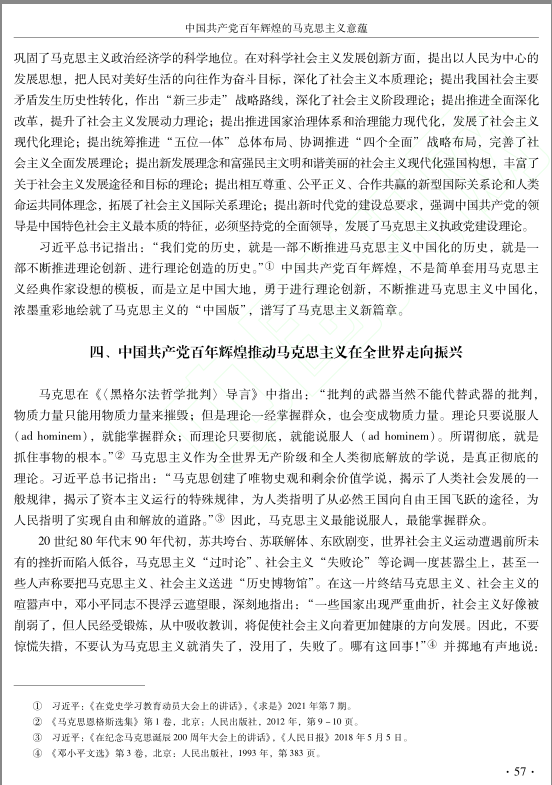 中国共产党百年辉煌的马克思主义意蕴
巩固了马克思主义政治经济学的科学地位。在对科学社会主义发展创新方面，提出以人民为中心的
发展思想，把人民对美好生活的向往作为奋斗目标，深化了社会主义本质理论；提出我国社会主要
矛盾发生历史性转化，作出“新三步走”战略路线，深化了社会主义阶段理论；提出推进全面深化
改革，提升了社会主义发展动力理论；提出推进国家治理体系和治理能力现代化，发展了社会主义
现代化理论；提出统筹推进“五位一体”总体布局、协调推进“四个全面”战略布局，完善了社
会主义全面发展理论；提出新发展理念和富强民主文明和谐美丽的社会主义现代化强国构想，丰富了
关于社会主义发展途径和目标的理论；提出相互尊重、公平正义、合作共赢的新型国际关系论和人类
命运共同体理念，拓展了社会主义国际关系理论；提出新时代党的建设总要求，强调中国共产党的领
导是中国特色社会主义最本质的特征，必须坚持党的全面领导，发展了马克思主义执政党建设理论。
习近平总书记指出：“我们党的历史，就是一部不断推进马克思主义中国化的历史，就是一
部不断推进理论创新、进行理论创造的历史。”① 中国共产党百年辉煌，不是简单套用马克思主
义经典作家设想的模板，而是立足中国大地，勇于进行理论创新，不断推进马克思主义中国化，
浓墨重彩地绘就了马克思主义的“中国版”，谱写了马克思主义新篇章。
四、中国共产党百年辉煌推动马克思主义在全世界走向振兴
马克思在《〈黑格尔法哲学批判〉导言》中指出：“批判的武器当然不能代替武器的批判，
物质力量只能用物质力量来摧毁；但是理论一经掌握群众，也会变成物质力量。理论只要说服人
（ad hominem），就能掌握群众；而理论只要彻底，就能说服人（ad hominem）。所谓彻底，就是
抓住事物的根本。”② 马克思主义作为全世界无产阶级和全人类彻底解放的学说，是真正彻底的
理论。习近平总书记指出：“马克思创建了唯物史观和剩余价值学说，揭示了人类社会发展的一
般规律，揭示了资本主义运行的特殊规律，为人类指明了从必然王国向自由王国飞跃的途径，为
人民指明了实现自由和解放的道路。”③ 因此，马克思主义最能说服人，最能掌握群众。
20世纪80年代末90年代初，苏共垮台、苏联解体、东欧剧变，世界社会主义运动遭遇前所未
有的挫折而陷入低谷，马克思主义“过时论”、社会主义“失败论”等论调一度甚嚣尘上，甚至一
些人声称要把马克思主义、社会主义送进“历史博物馆”。在这一片终结马克思主义、社会主义的
喧嚣声中，邓小平同志不畏浮云遮望眼，深刻地指出：“一些国家出现严重曲折，社会主义好像被
削弱了，但人民经受锻炼，从中吸收教训，将促使社会主义向着更加健康的方向发展。因此，不要
惊慌失措，不要认为马克思主义就消失了，没用了，失败了。哪有这回事！”④ 并掷地有声地说：
① 习近平：《在党史学习教育动员大会上的讲话》，《求是》2021年第7期。
② 《马克思恩格斯选集》第1卷，北京：人民出版社，2012年，第9－10页。
③ 习近平：《在纪念马克思诞辰200周年大会上的讲话》，《人民日报》2018年5月5日。
④ 《邓小平文选》第3卷，北京：人民出版社，1993年，第383页。
· 57 ·